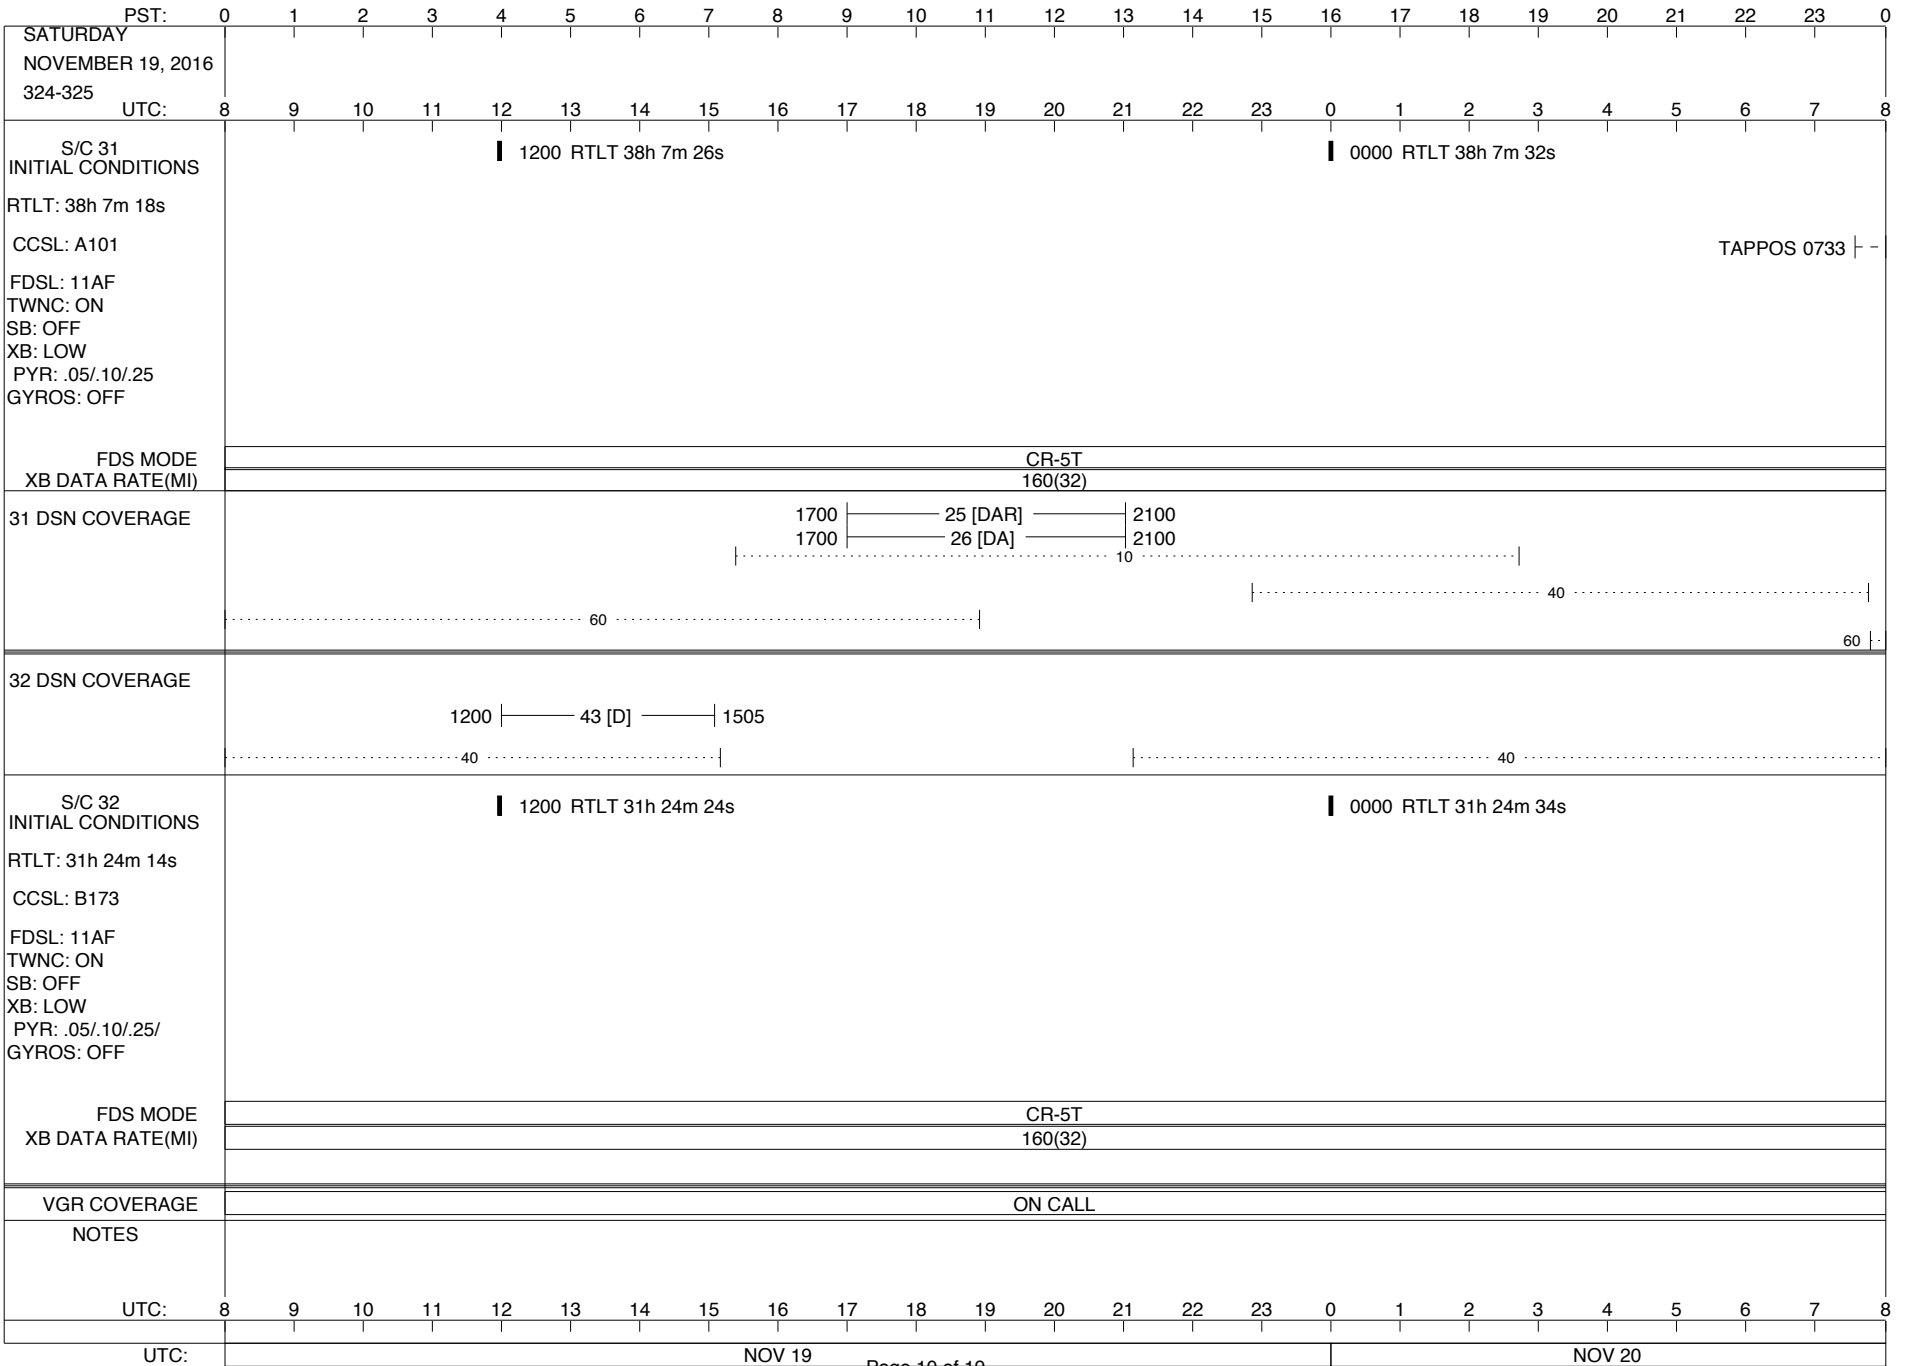 PST: 0 1 2 3 4 5 6 7 8 9 10 11 12 13 14 15 16 17 18 19 20 21 22 23 0
SATURDAY
NOVEMBER 19, 2016
324-325
UTC: 8 9 10 11 12 13 14 15 16 17 18 19 20 21 22 23 0 1 2 3 4 5 6 7 8
S/C 31
INITIAL CONDITIONS
1200 RTLT 38h 7m 26s
0000 RTLT 38h 7m 32s
RTLT: 38h 7m 18s
CCSL: A101
TAPPOS 0733
FDSL: 11AF
TWNC: ON
SB: OFF
XB: LOW
PYR: .05/.10/.25
GYROS: OFF
FDS MODE CR-5T
XB DATA RATE(MI) 160(32)
31 DSN COVERAGE
1700 25 [DAR] 2100
1700 26 [DA] 2100
10
40
60
60
32 DSN COVERAGE
1200 43 [D] 1505
40 40
S/C 32
INITIAL CONDITIONS
1200 RTLT 31h 24m 24s
0000 RTLT 31h 24m 34s
RTLT: 31h 24m 14s
CCSL: B173
FDSL: 11AF
TWNC: ON
SB: OFF
XB: LOW
PYR: .05/.10/.25/
GYROS: OFF
FDS MODE CR-5T
XB DATA RATE(MI) 160(32)
VGR COVERAGE ON CALL
NOTES
UTC: 8 9 10 11 12 13 14 15 16 17 18 19 20 21 22 23 0 1 2 3 4 5 6 7 8
UTC: NOV 19 NOV 20
Page 10 of 19